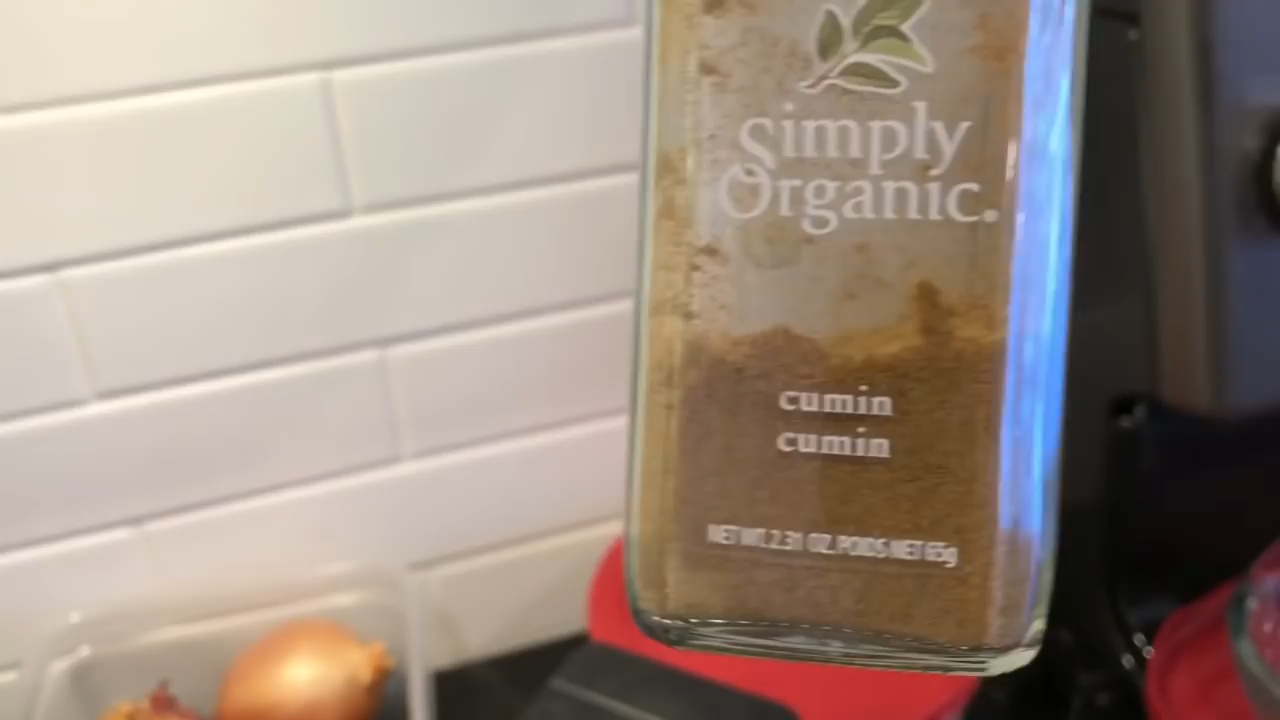 Simply
Organic.
cumin
cumin
NET WT. 2.31 OZ. POIDS NET 65g